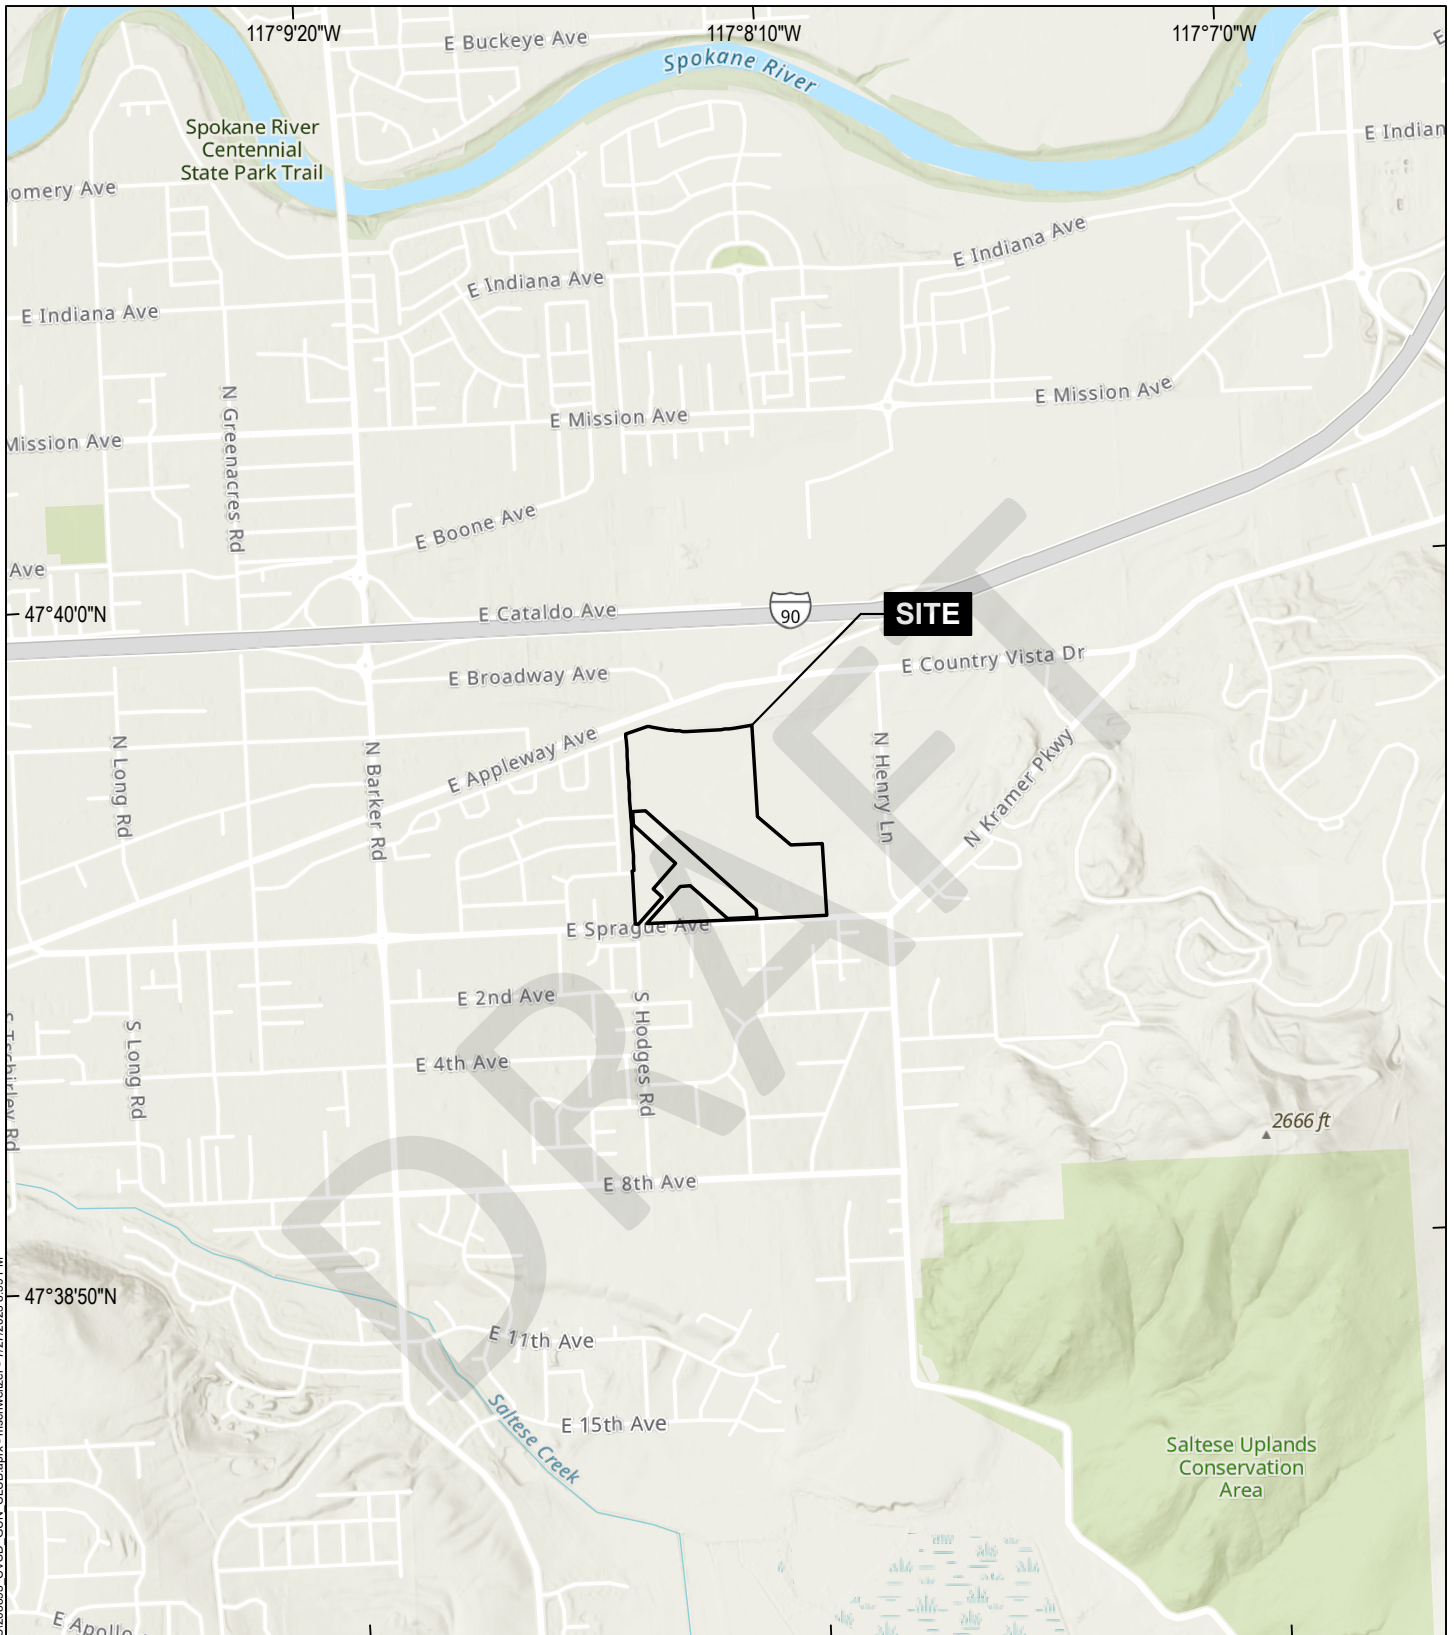 117°9'20"W
117°8'10"W
117°7'0"W
E Buckeye Ave
Spokane River
Spokane River
Centennial
State Park Trail
E Indian
gomery Ave
E Indiana Ave
E Indiana Ave
E Indiana Ave
N Greenacres Rd
E Mission Ave
E Mission Ave
Mission Ave
E Boone Ave
Ave
47°40'0"N
E Cataldo Ave
90
SITE
E Broadway Ave
E Country Vista Dr
E Appleway Ave
N Long Rd
N Barker Rd
N Henry Ln
N Kramer Pkwy
E Sprague Ave
DRAFT
E 2nd Ave
S Hodges Rd
S Long Rd
S Tschirley Rd
E 4th Ave
2666 ft
E 8th Ave
47°38'50"N
E 11th Ave
E 15th Ave
Saltese Creek
Saltese Uplands
Conservation
Area
E Apollo